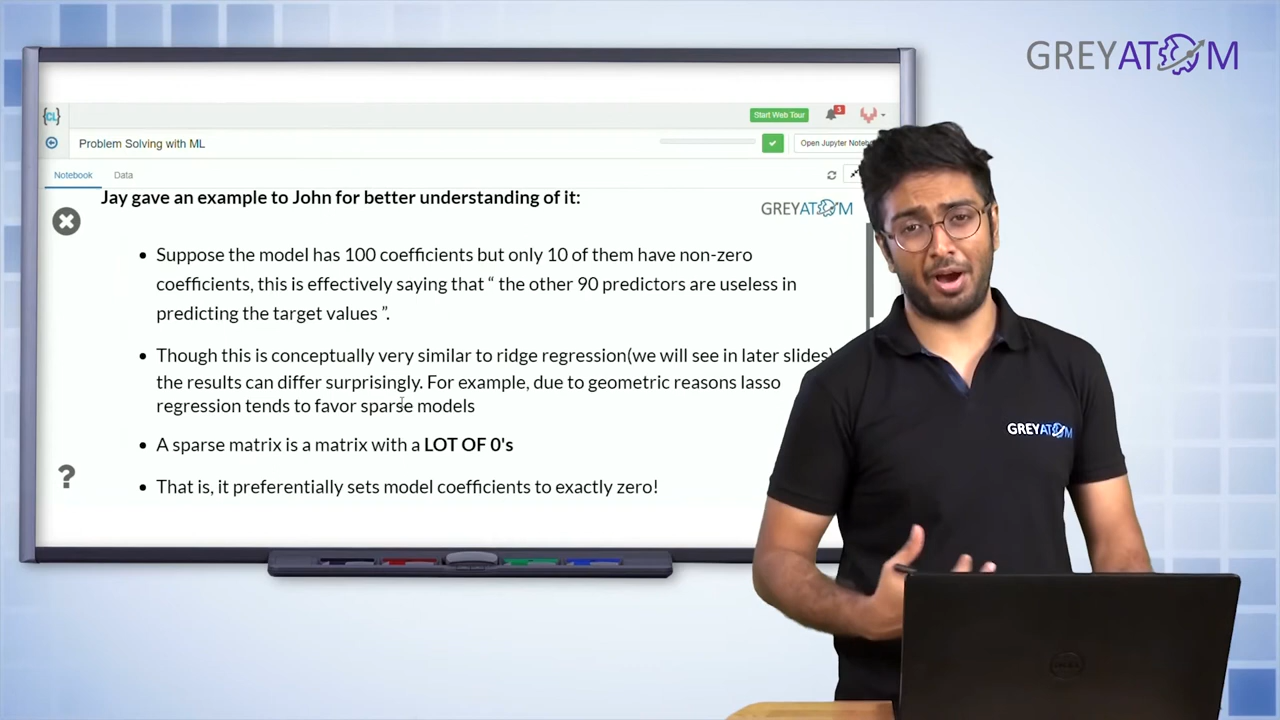 GREYATOM
{CL}
Start Web Tour
3
Problem Solving with ML
Open Jupyter
Notebook Data
Jay gave an example to John for better understanding of it:
GREYATOM
• Suppose the model has 100 coefficients but only 10 of them have non-zero
coefficients, this is effectively saying that “ the other 90 predictors are useless in
predicting the target values ”.
• Though this is conceptually very similar to ridge regression(we will see in later slides)
the results can differ surprisingly. For example, due to geometric reasons lasso
regression tends to favor sparse models
GREYATOM
• A sparse matrix is a matrix with a LOT OF 0's
?
• That is, it preferentially sets model coefficients to exactly zero!
DELL